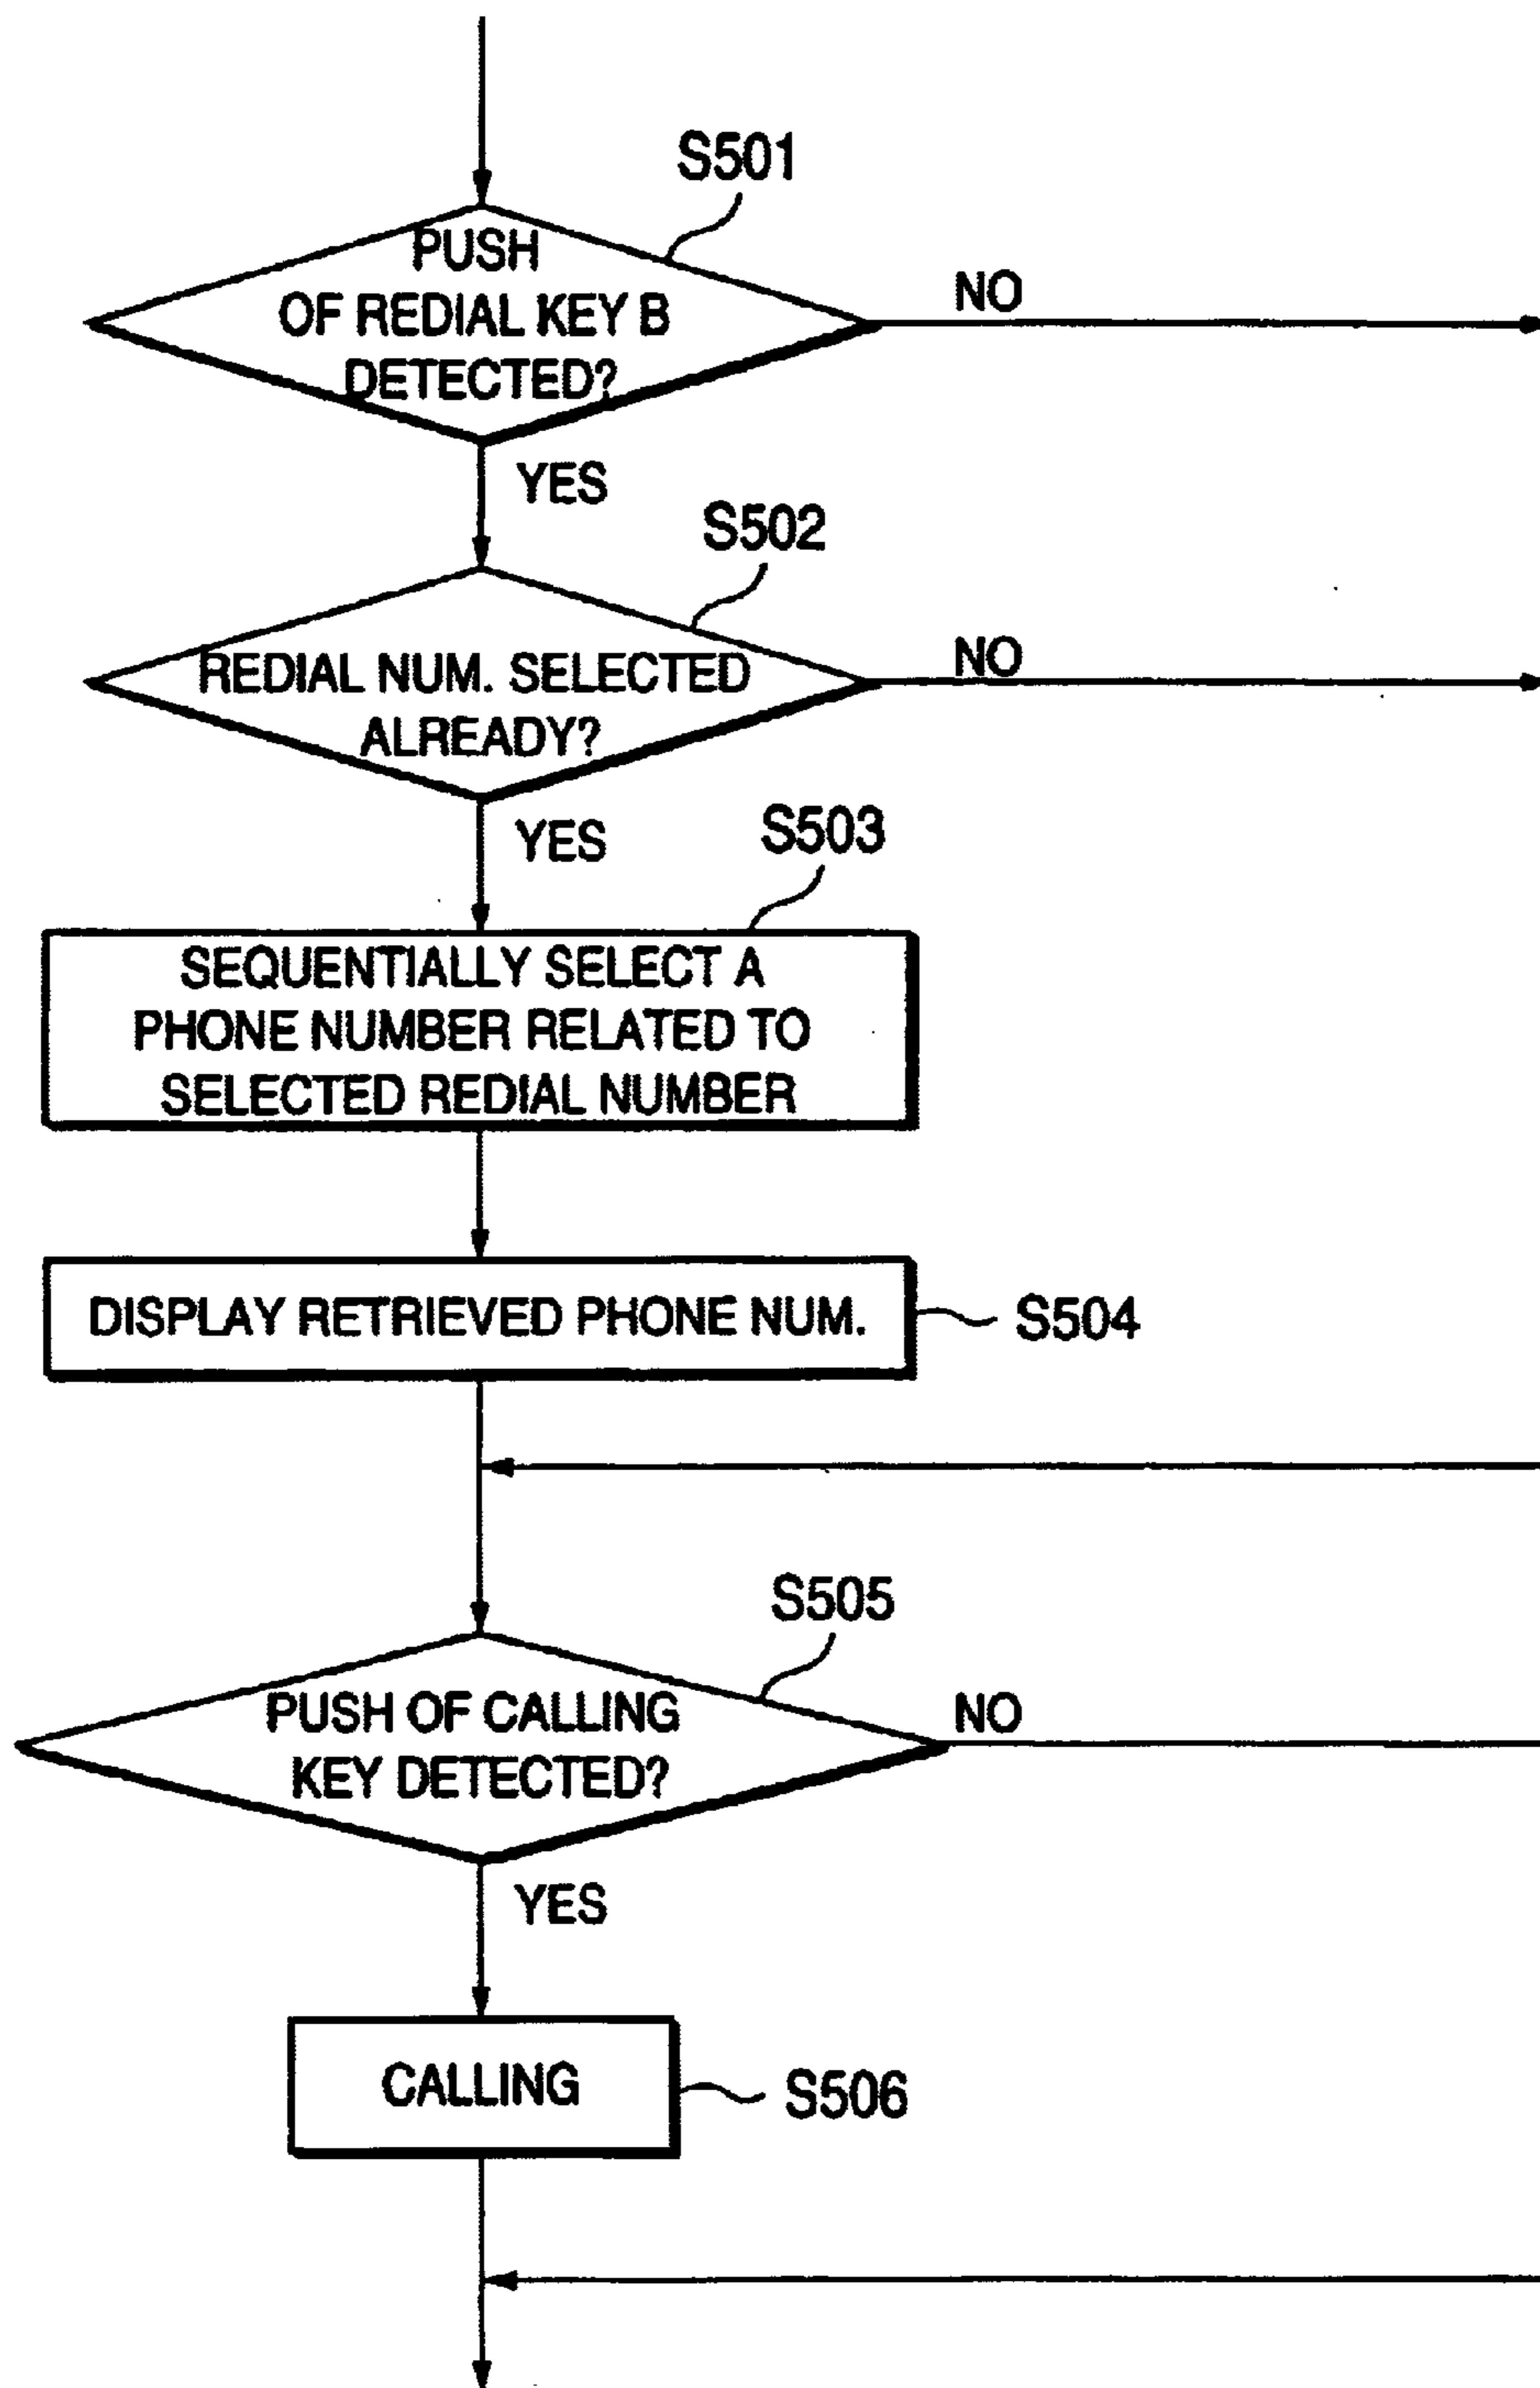 S501
PUSH
OF REDIAL KEY B
DETECTED?
NO
YES
S502
REDIAL NUM. SELECTED
ALREADY?
NO
YES
S503
SEQUENTIALLY SELECT A
PHONE NUMBER RELATED TO
SELECTED REDIAL NUMBER
DISPLAY RETRIEVED PHONE NUM.
S504
S505
PUSH OF CALLING
KEY DETECTED?
NO
YES
CALLING
S506